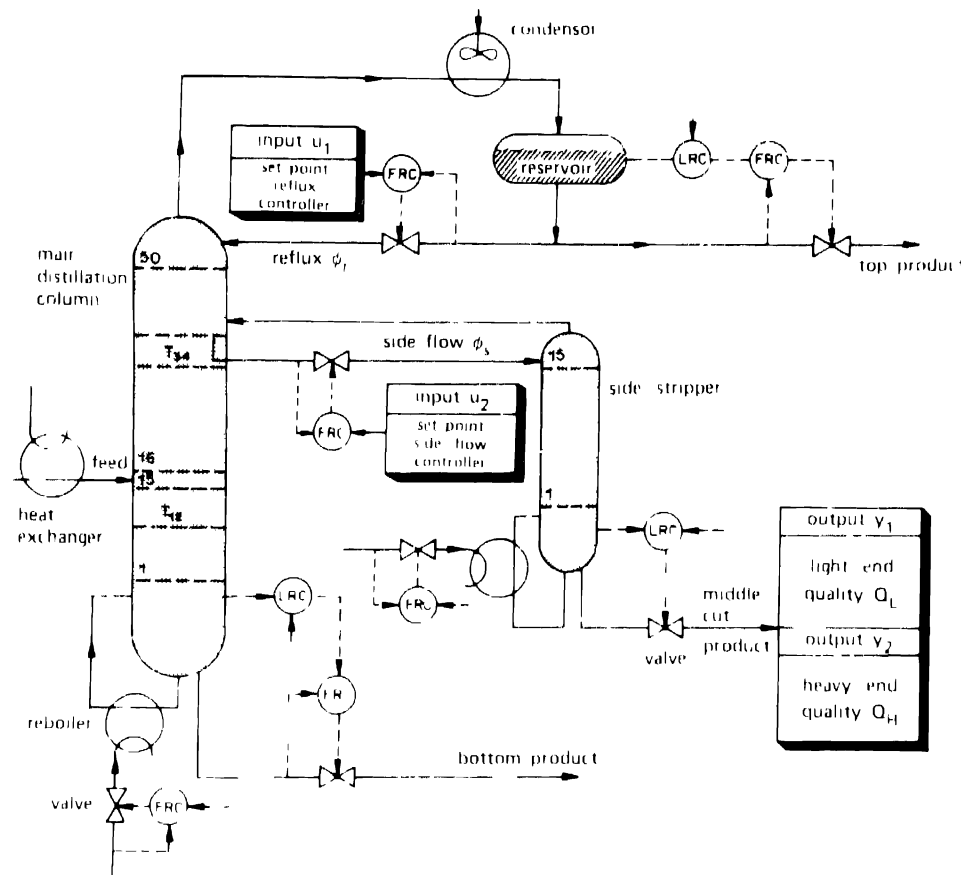 condensor
input u1
set point
reflux
controller
FRC
reservoir
LRC
FRC
main
distillation
column
50
reflux ϕr
top product
T34
side flow ϕs
15
side stripper
FRC
input u2
set point
side flow
controller
16
feed
15
heat
exchanger
T12
1
1
LRC
output y1
light end
quality QL
LRC
FRC
middle
cut
product
valve
output y2
heavy end
quality QH
reboiler
FR
bottom product
valve
FRC